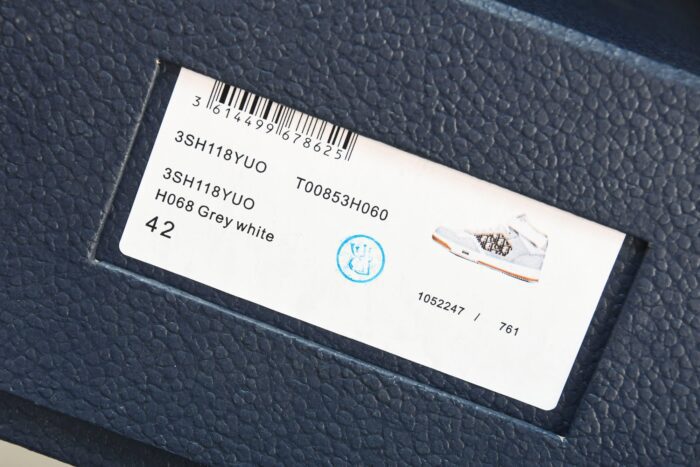 3 614499 678625
3SH118YUO
T00853H060
3SH118YUO
H068 Grey white
42
1052247 / 761